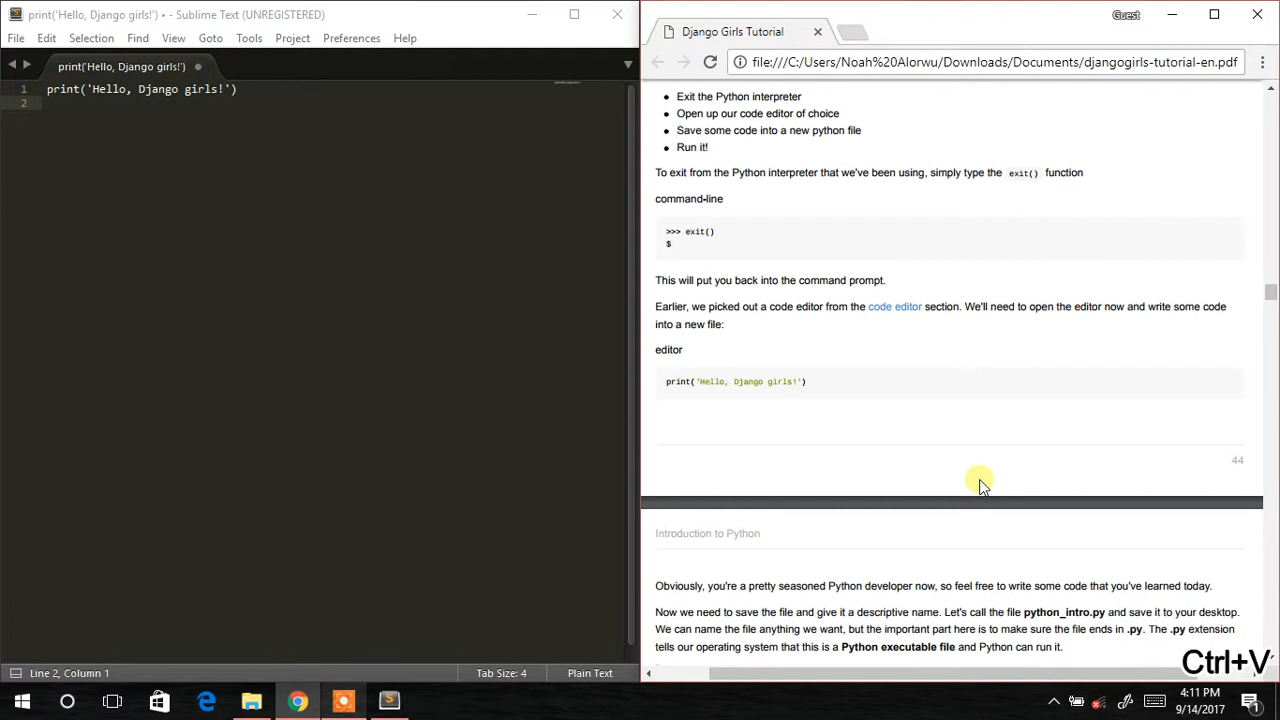 print('Hello, Django girls!') • - Sublime Text (UNREGISTERED)
File Edit Selection Find View Goto Tools Project Preferences Help
print('Hello, Django girls!')
1 print('Hello, Django girls!')
2
Line 2, Column 1
Tab Size: 4
Plain Text
Guest
Django Girls Tutorial
file:///C:/Users/Noah%20Alorwu/Downloads/Documents/djangogirls-tutorial-en.pdf
• Exit the Python interpreter
• Open up our code editor of choice
• Save some code into a new python file
• Run it!
To exit from the Python interpreter that we've been using, simply type the exit() function
command-line
>>> exit()
$
This will put you back into the command prompt.
Earlier, we picked out a code editor from the code editor section. We'll need to open the editor now and write some code
into a new file:
editor
print('Hello, Django girls!')
44
Introduction to Python
Obviously, you're a pretty seasoned Python developer now, so feel free to write some code that you've learned today.
Now we need to save the file and give it a descriptive name. Let's call the file python_intro.py and save it to your desktop.
We can name the file anything we want, but the important part here is to make sure the file ends in .py. The .py extension
tells our operating system that this is a Python executable file and Python can run it.
Ctrl+V
4:11 PM
9/14/2017